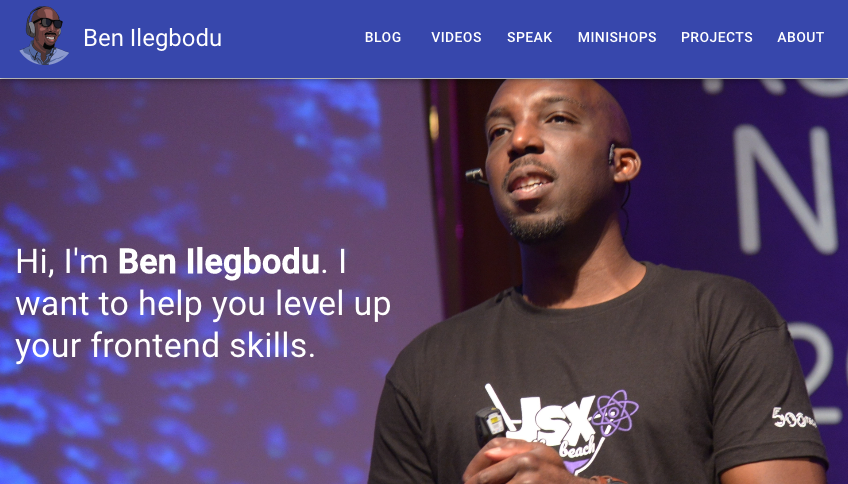 Ben Ilegbodu
BLOG VIDEOS SPEAK MINISHOPS PROJECTS ABOUT
Hi, I'm Ben Ilegbodu. I
want to help you level up
your frontend skills.
N
JSX
beach